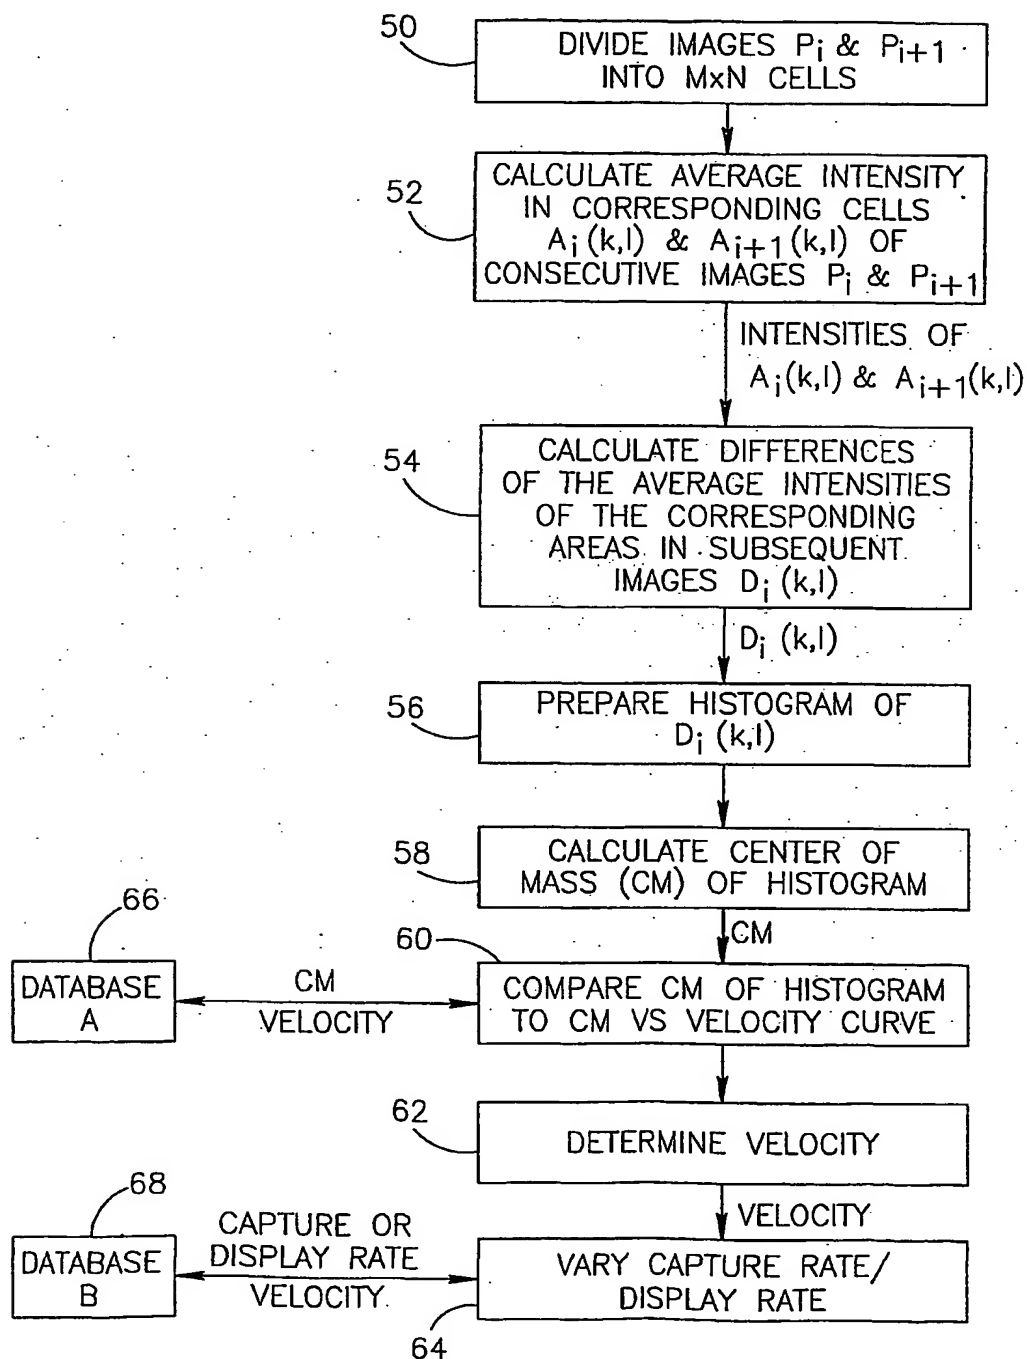 50
DIVIDE IMAGES Pi & Pi+1
INTO MxN CELLS
52
CALCULATE AVERAGE INTENSITY
IN CORRESPONDING CELLS
Ai(k,l) & Ai+1(k,l) OF
CONSECUTIVE IMAGES Pi & Pi+1
INTENSITIES OF
Ai(k,l) & Ai+1(k,l)
54
CALCULATE DIFFERENCES
OF THE AVERAGE INTENSITIES
OF THE CORRESPONDING
AREAS IN SUBSEQUENT
IMAGES Di (k,l)
Di (k,l)
56
PREPARE HISTOGRAM OF
Di (k,l)
58
CALCULATE CENTER OF
MASS (CM) OF HISTOGRAM
CM
66
DATABASE
A
CM
VELOCITY
60
COMPARE CM OF HISTOGRAM
TO CM VS VELOCITY CURVE
62
DETERMINE VELOCITY
VELOCITY
68
DATABASE
B
CAPTURE OR
DISPLAY RATE
VELOCITY
VARY CAPTURE RATE/
DISPLAY RATE
64